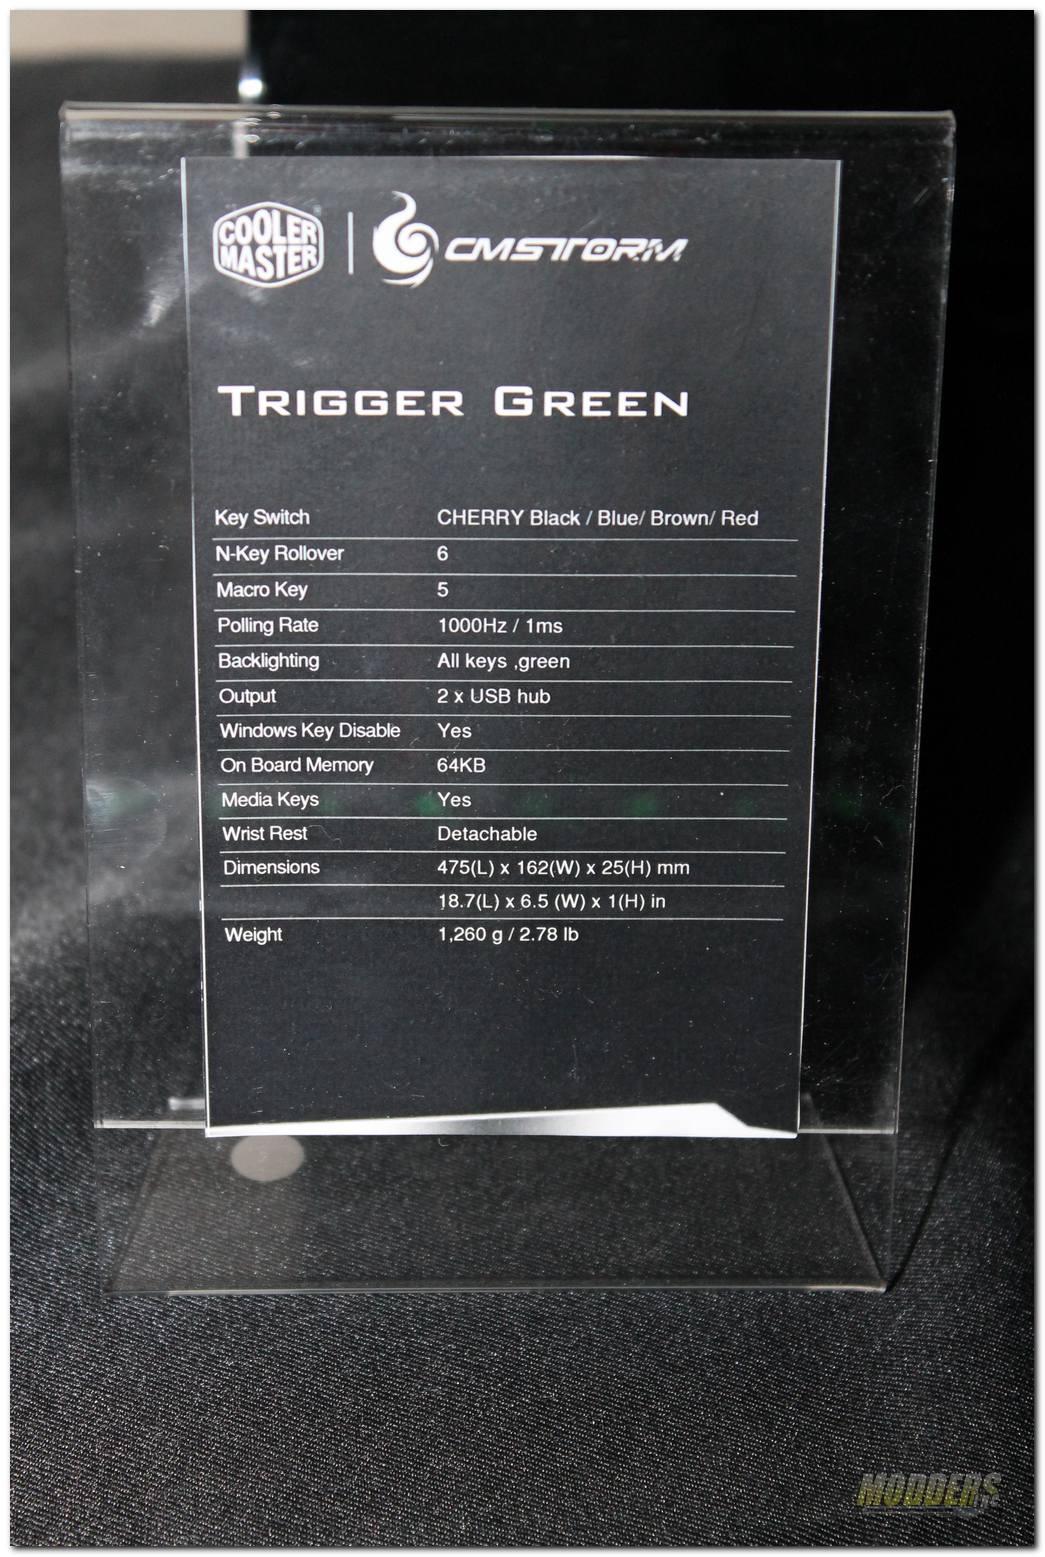 COOLER MASTER
CMSTORM
TRIGGER GREEN
Key Switch CHERRY Black / Blue/ Brown/ Red
N-Key Rollover 6
Macro Key 5
Polling Rate 1000Hz / 1ms
Backlighting All keys ,green
Output 2 x USB hub
Windows Key Disable Yes
On Board Memory 64KB
Media Keys Yes
Wrist Rest Detachable
Dimensions 475(L) x 162(W) x 25(H) mm
18.7(L) x 6.5 (W) x 1(H) in
Weight 1,260 g / 2.78 lb
MODDERS